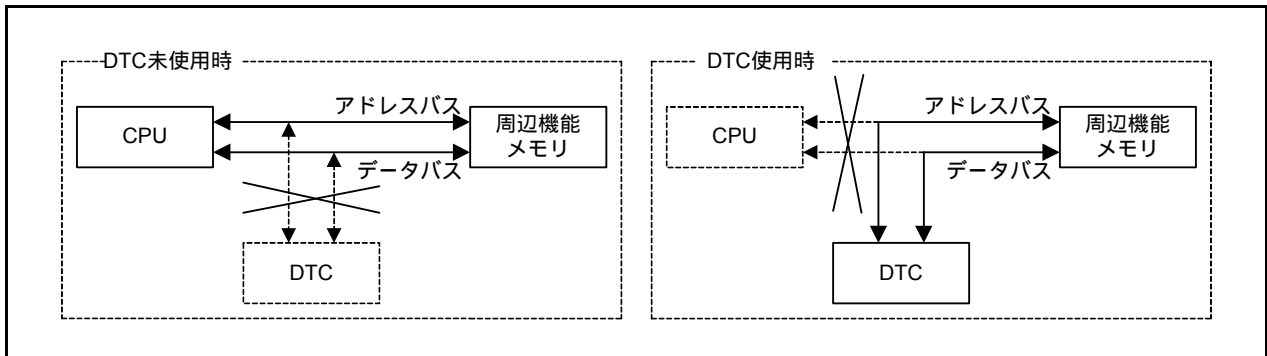 DTC未使用時
CPU
アドレスバス
データバス
周辺機能
メモリ
DTC
DTC使用時
CPU
アドレスバス
データバス
周辺機能
メモリ
DTC